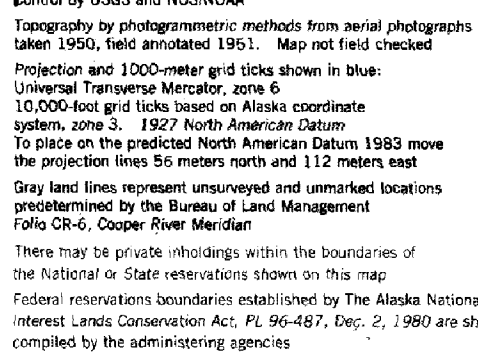 Control by USGS and NOS/NOAA
Topography by photogrammetric methods from aerial photographs
taken 1950, field annotated 1951. Map not field checked
Projection and 1000-meter grid ticks shown in blue:
Universal Transverse Mercator, zone 6
10,000-foot grid ticks based on Alaska coordinate
system, zone 3. 1927 North American Datum
To place on the predicted North American Datum 1983 move
the projection lines 56 meters north and 112 meters east
Gray land lines represent unsurveyed and unmarked locations
predetermined by the Bureau of Land Management
Folio CR-6, Cooper River Meridian
There may be private inholdings within the boundaries of
the National or State reservations shown on this map
Federal reservations boundaries established by The Alaska Nationa
Interest Lands Conservation Act, PL 96-487, Dec. 2, 1980 are sh
compiled by the administering agencies